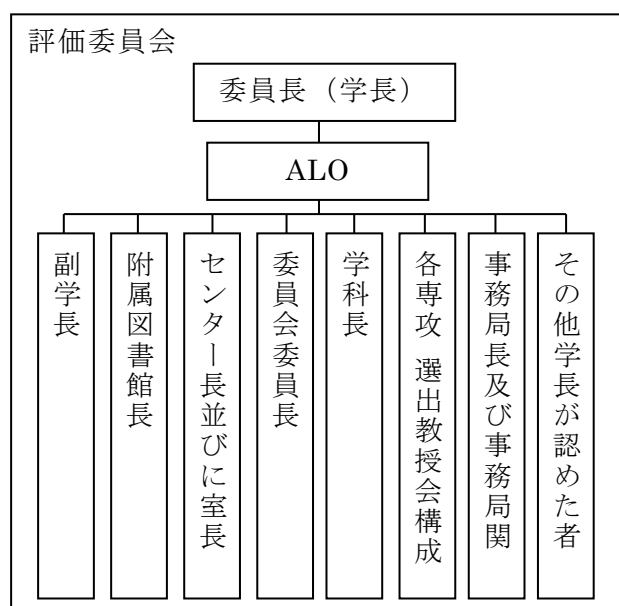 評価委員会
委員長（学長）
ALO
副学長
附属図書館長
センター長並びに室長
委員会委員長
学科長
各専攻 選出教授会構成
事務局長及び事務局関
その他学長が認めた者